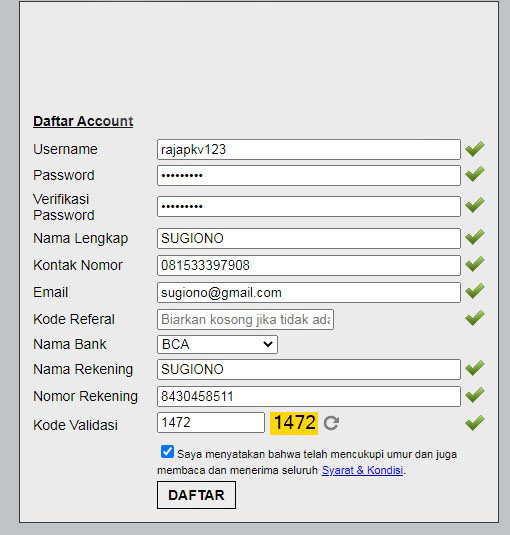 Daftar Account
Username rajapkv123
Password •••••••••
Verifikasi Password •••••••••
Nama Lengkap SUGIONO
Kontak Nomor 081533397908
Email sugiono@gmail.com
Kode Referal Biarkan kosong jika tidak ada
Nama Bank BCA
Nama Rekening SUGIONO
Nomor Rekening 8430458511
Kode Validasi 1472 1472
Saya menyatakan bahwa telah mencukupi umur dan juga
membaca dan menerima seluruh Syarat & Kondisi.
DAFTAR